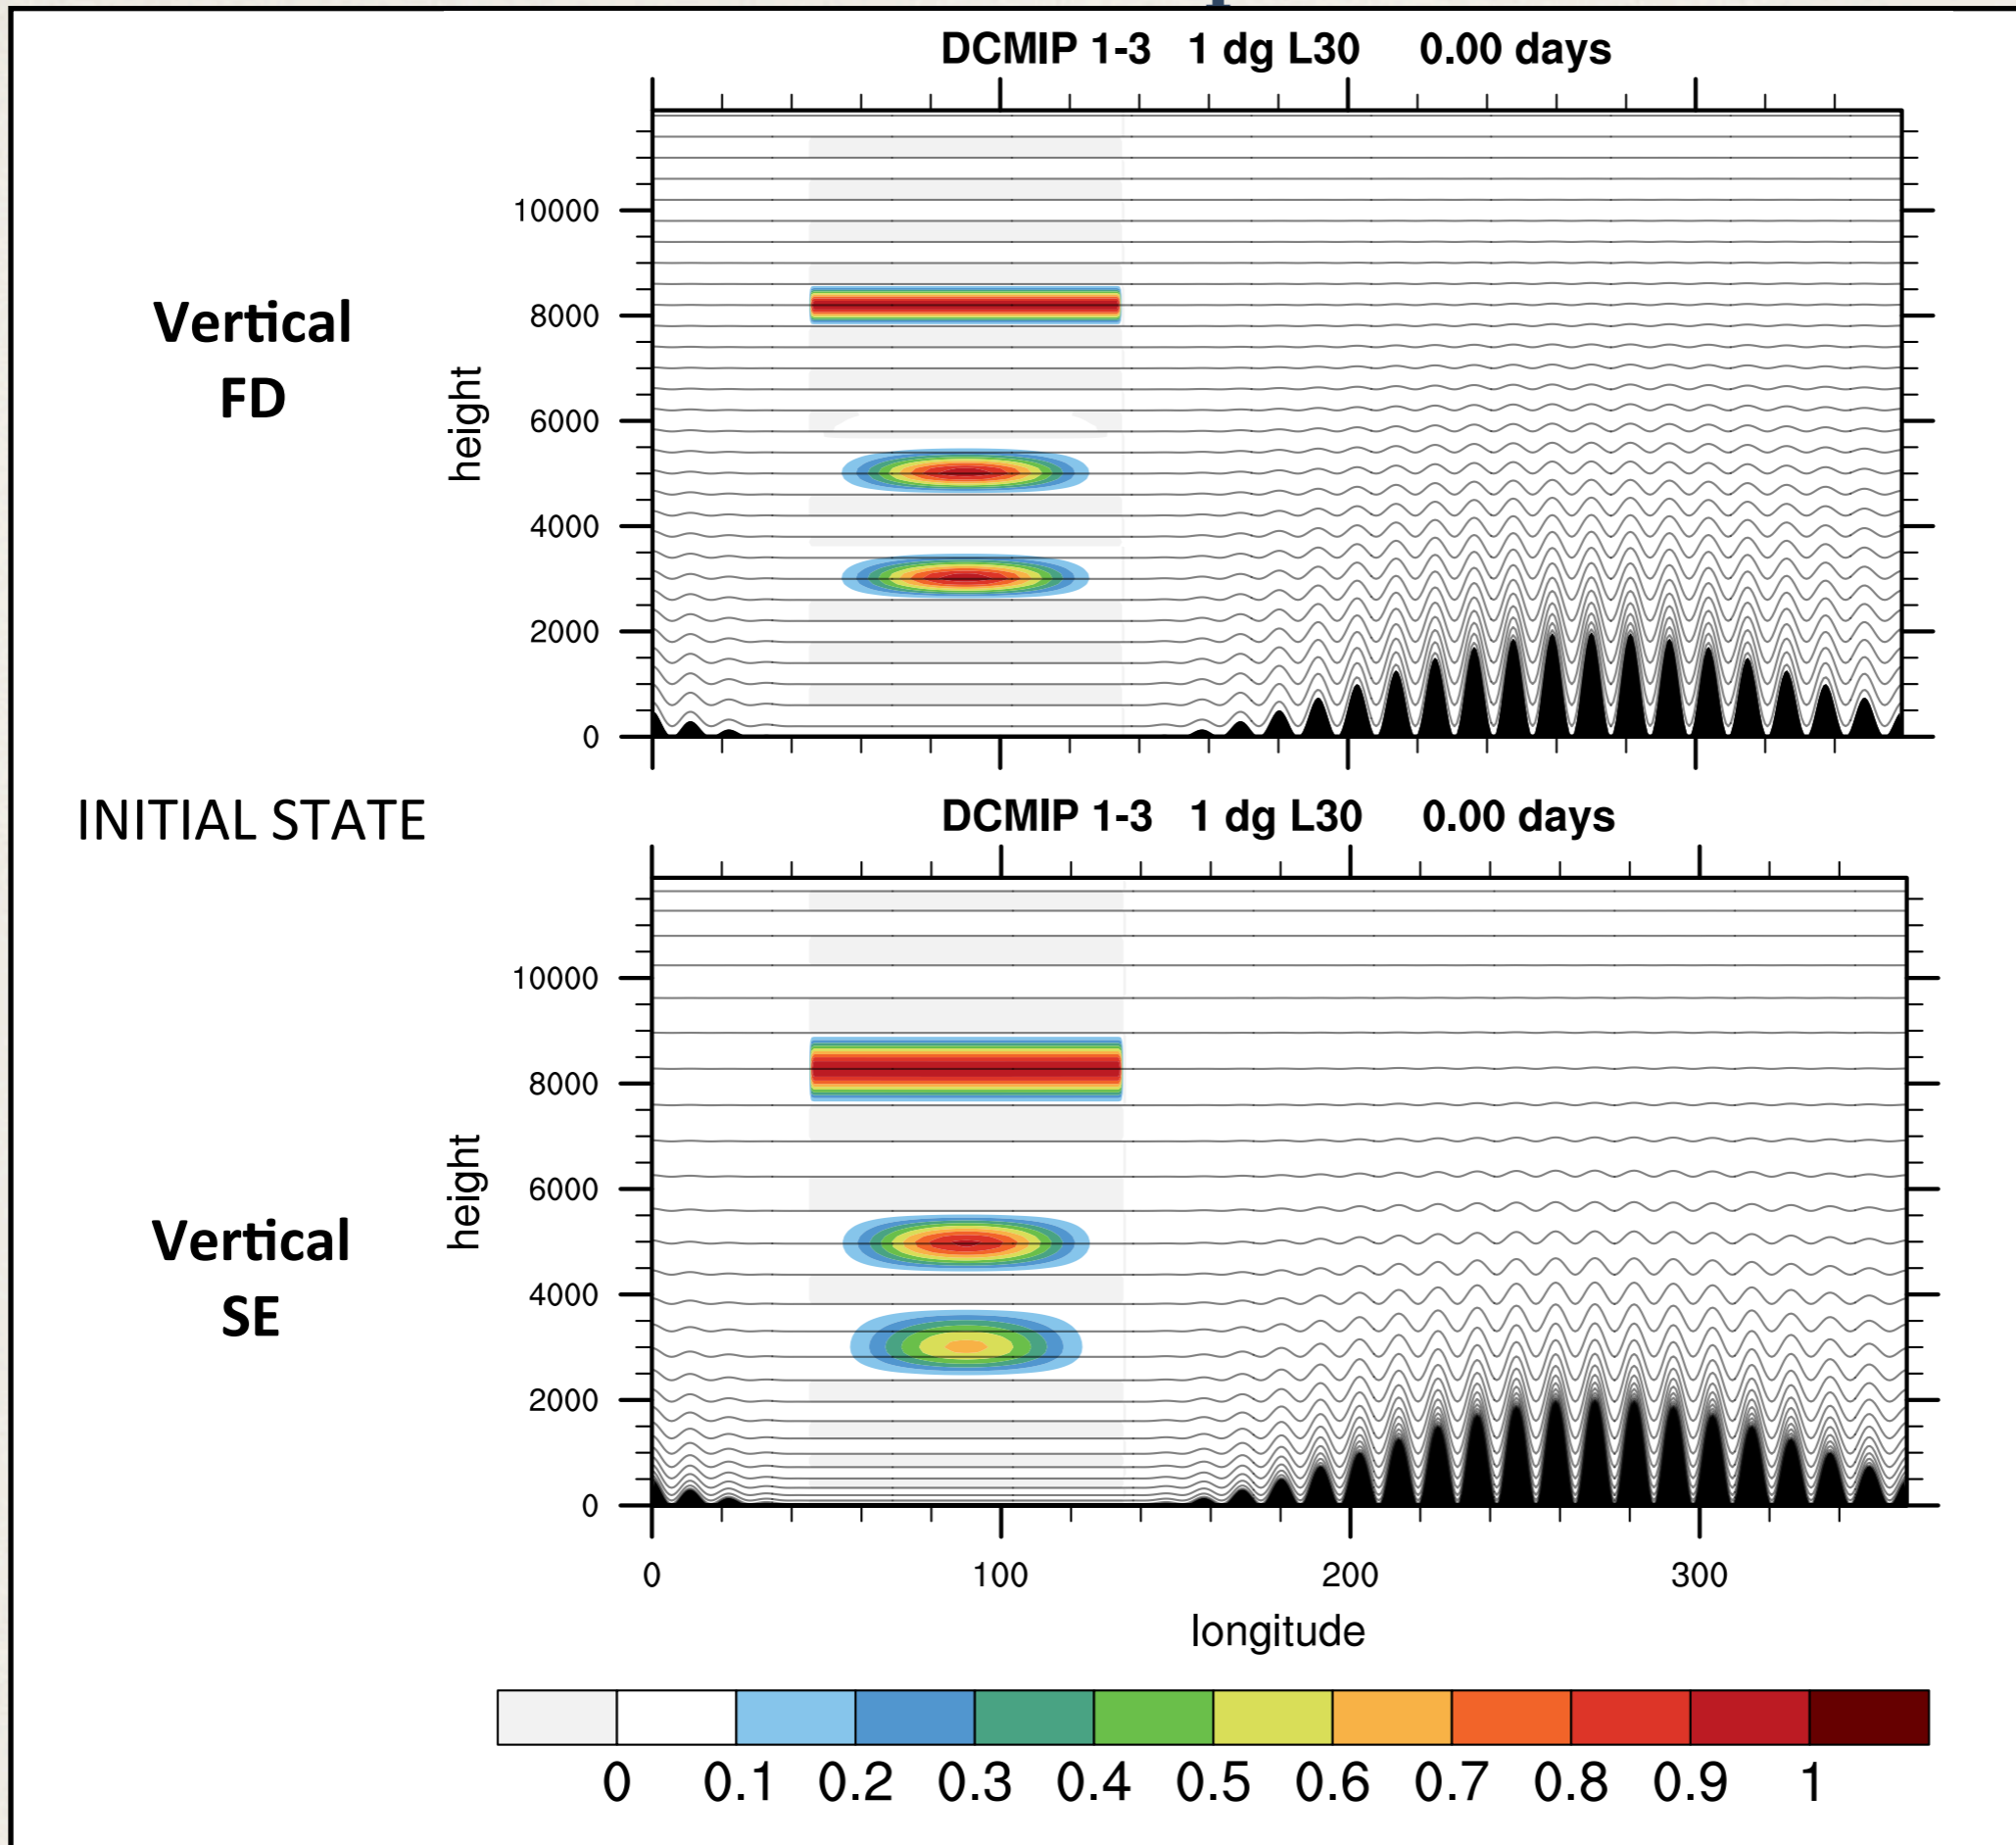 DCMIP 1-3 1 dg L30 0.00 days
10000
8000
6000
4000
2000
0
height
Vertical
FD
INITIAL STATE
DCMIP 1-3 1 dg L30 0.00 days
10000
8000
6000
4000
2000
0
height
Vertical
SE
0 100 200 300
longitude
0 0.1 0.2 0.3 0.4 0.5 0.6 0.7 0.8 0.9 1